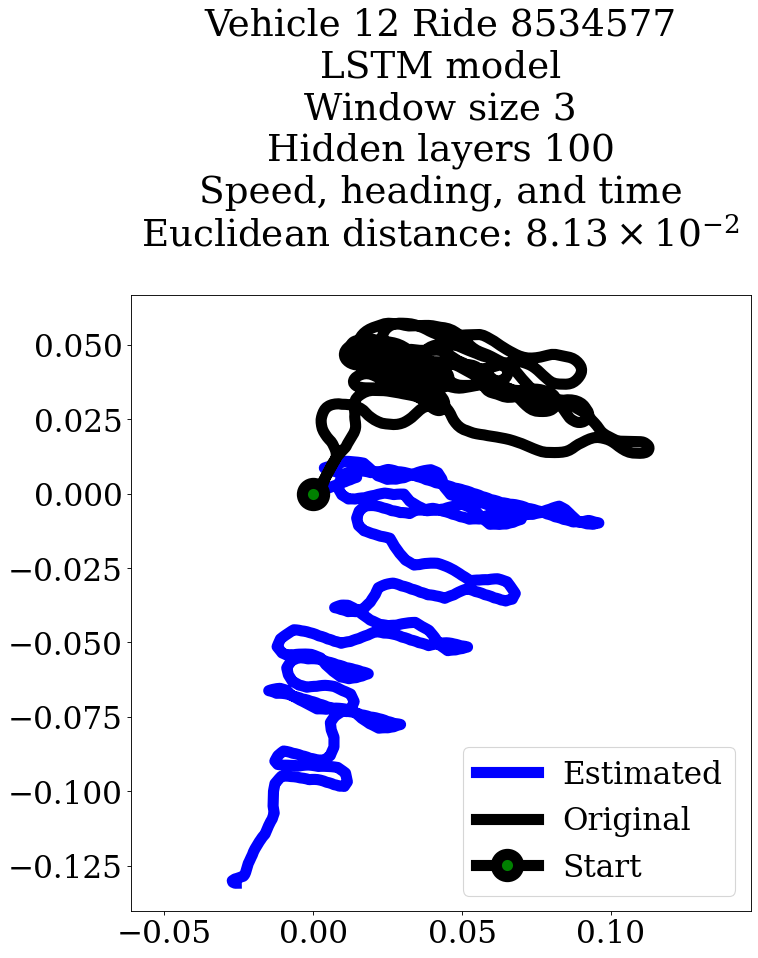 Vehicle 12 Ride 8534577
LSTM model
Window size 3
Hidden layers 100
Speed, heading, and time
Euclidean distance: 8.13 × 10⁻²
0.050
0.025
0.000
−0.025
−0.050
−0.075
−0.100
−0.125
Estimated
Original
Start
−0.05 0.00 0.05 0.10